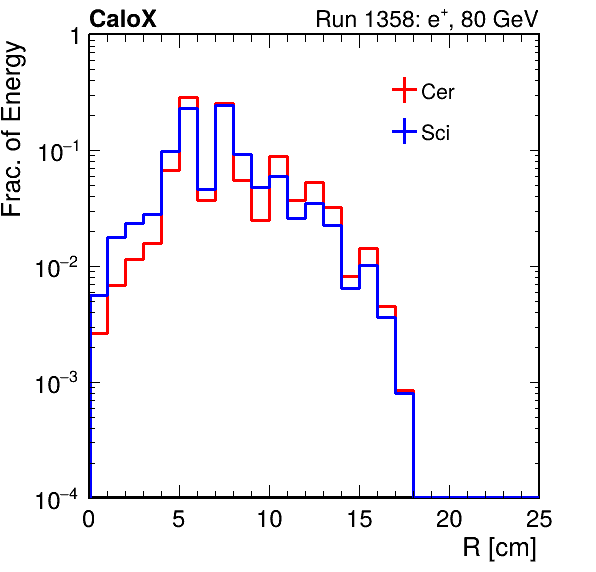 CaloX Run 1358: e⁺, 80 GeV
Frac. of Energy
1
10⁻¹
10⁻²
10⁻³
10⁻⁴
Cer
Sci
0 5 10 15 20 25
R [cm]